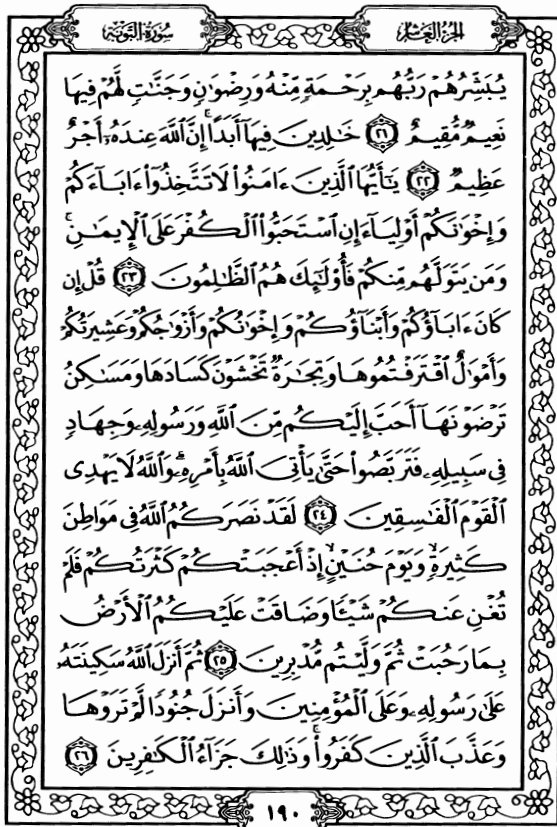 سُورَةُ التَّوْبَةِ
الجُزْءُ العَاشِرُ
يُبَشِّرُهُمْ رَبُّهُم بِرَحْمَةٍ مِّنْهُ وَرِضْوَٰنٍ وَجَنَّٰتٍ لَّهُمْ فِيهَا
نَعِيمٌ مُّقِيمٌ ٢١ خَٰلِدِينَ فِيهَآ أَبَدًا ۚ إِنَّ ٱللَّهَ عِندَهُۥٓ أَجْرٌ
عَظِيمٌ ٢٢ يَٰٓأَيُّهَا ٱلَّذِينَ ءَامَنُوا۟ لَا تَتَّخِذُوٓا۟ ءَابَآءَكُمْ
وَإِخْوَٰنَكُمْ أَوْلِيَآءَ إِنِ ٱسْتَحَبُّوا۟ ٱلْكُفْرَ عَلَى ٱلْإِيمَٰنِ ۚ
وَمَن يَتَوَلَّهُم مِّنكُمْ فَأُو۟لَٰٓئِكَ هُمُ ٱلظَّٰلِمُونَ ٢٣ قُلْ إِن
كَانَ ءَابَآؤُكُمْ وَأَبْنَآؤُكُمْ وَإِخْوَٰنُكُمْ وَأَزْوَٰجُكُمْ وَعَشِيرَتُكُمْ
وَأَمْوَٰلٌ ٱقْتَرَفْتُمُوهَا وَتِجَٰرَةٌ تَخْشَوْنَ كَسَادَهَا وَمَسَٰكِنُ
تَرْضَوْنَهَآ أَحَبَّ إِلَيْكُم مِّنَ ٱللَّهِ وَرَسُولِهِۦ وَجِهَادٍ
فِى سَبِيلِهِۦ فَتَرَبَّصُوا۟ حَتَّىٰ يَأْتِىَ ٱللَّهُ بِأَمْرِهِۦ ۗ وَٱللَّهُ لَا يَهْدِى
ٱلْقَوْمَ ٱلْفَٰسِقِينَ ٢٤ لَقَدْ نَصَرَكُمُ ٱللَّهُ فِى مَوَاطِنَ
كَثِيرَةٍ ۙ وَيَوْمَ حُنَيْنٍ ۙ إِذْ أَعْجَبَتْكُمْ كَثْرَتُكُمْ فَلَمْ
تُغْنِ عَنكُمْ شَيْـًٔا وَضَاقَتْ عَلَيْكُمُ ٱلْأَرْضُ
بِمَا رَحُبَتْ ثُمَّ وَلَّيْتُم مُّدْبِرِينَ ٢٥ ثُمَّ أَنزَلَ ٱللَّهُ سَكِينَتَهُۥ
عَلَىٰ رَسُولِهِۦ وَعَلَى ٱلْمُؤْمِنِينَ وَأَنزَلَ جُنُودًا لَّمْ تَرَوْهَا
وَعَذَّبَ ٱلَّذِينَ كَفَرُوا۟ ۚ وَذَٰلِكَ جَزَآءُ ٱلْكَٰفِرِينَ ٢٦
١٩٠